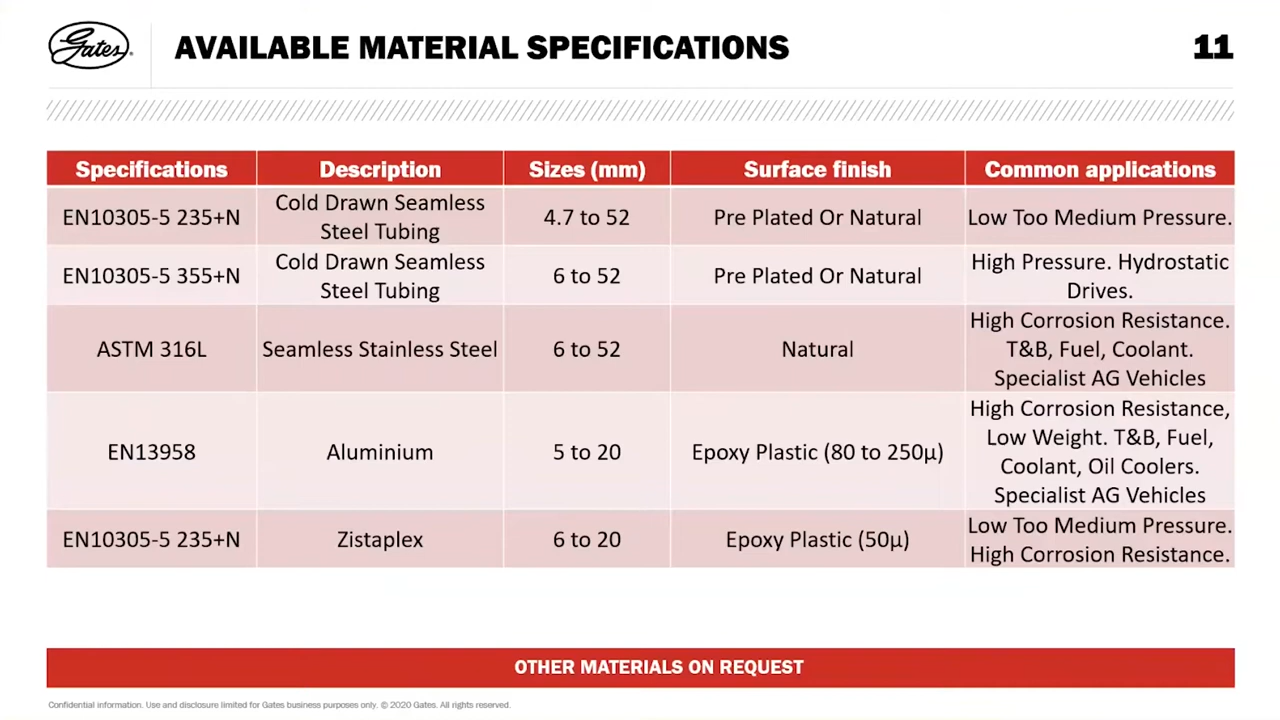 Gates
AVAILABLE MATERIAL SPECIFICATIONS
11
Specifications Description Sizes (mm) Surface finish Common applications
EN10305-5 235+N
Cold Drawn Seamless
Steel Tubing
4.7 to 52
Pre Plated Or Natural
Low Too Medium Pressure.
EN10305-5 355+N
Cold Drawn Seamless
Steel Tubing
6 to 52
Pre Plated Or Natural
High Pressure. Hydrostatic
Drives.
ASTM 316L
Seamless Stainless Steel
6 to 52
Natural
High Corrosion Resistance.
T&B, Fuel, Coolant.
Specialist AG Vehicles
EN13958
Aluminium
5 to 20
Epoxy Plastic (80 to 250µ)
High Corrosion Resistance,
Low Weight. T&B, Fuel,
Coolant, Oil Coolers.
Specialist AG Vehicles
EN10305-5 235+N
Zistaplex
6 to 20
Epoxy Plastic (50µ)
Low Too Medium Pressure.
High Corrosion Resistance.
OTHER MATERIALS ON REQUEST
Confidential information. Use and disclosure limited for Gates business purposes only. © 2020 Gates. All rights reserved.